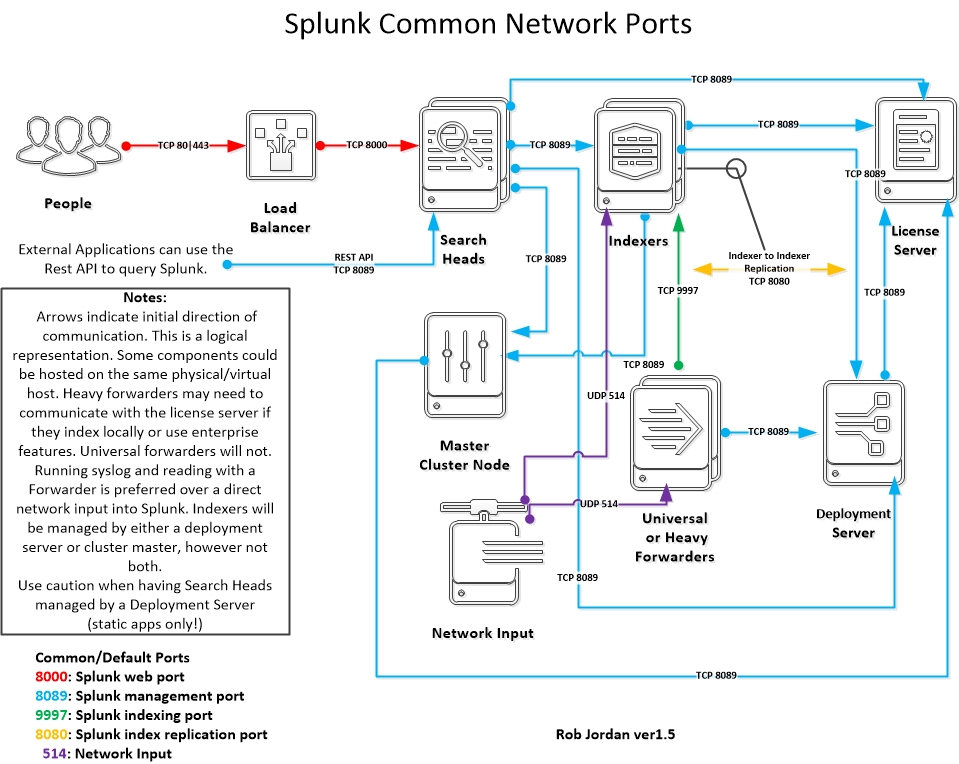 Splunk Common Network Ports
TCP 8089
TCP 80|443
TCP 8000
TCP 8089
TCP 8089
TCP 8089
People
Load
Balancer
Search
Heads
Indexers
License
Server
External Applications can use the
Rest API to query Splunk.
REST API
TCP 8089
TCP 8089
Indexer to Indexer
Replication
TCP 8080
TCP 9997
TCP 8089
Notes:
Arrows indicate initial direction of
communication. This is a logical
representation. Some components could
be hosted on the same physical/virtual
host. Heavy forwarders may need to
communicate with the license server if
they index locally or use enterprise
features. Universal forwarders will not.
Running syslog and reading with a
Forwarder is preferred over a direct
network input into Splunk. Indexers will
be managed by either a deployment
server or cluster master, however not
both.
Use caution when having Search Heads
managed by a Deployment Server
(static apps only!)
TCP 8089
UDP 514
TCP 8089
Master
Cluster Node
UDP 514
Universal
or Heavy
Forwarders
Deployment
Server
TCP 8089
Network Input
TCP 8089
Common/Default Ports
8000: Splunk web port
8089: Splunk management port
9997: Splunk indexing port
8080: Splunk index replication port
514: Network Input
Rob Jordan ver1.5